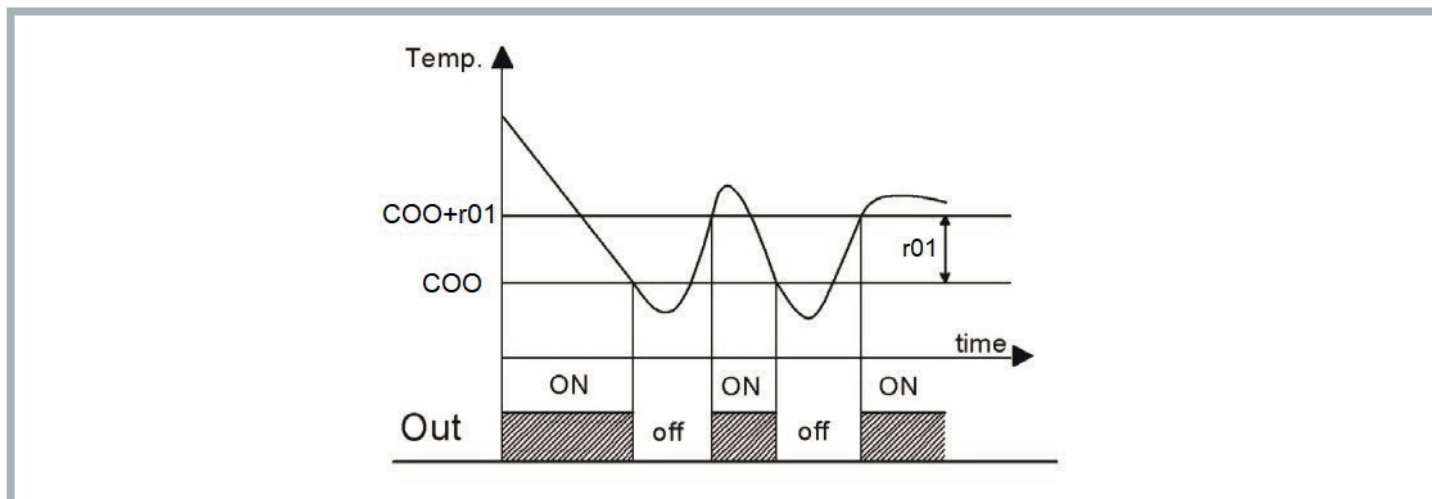 Temp.
COO+r01
r01
COO
time
ON ON ON
Out off off